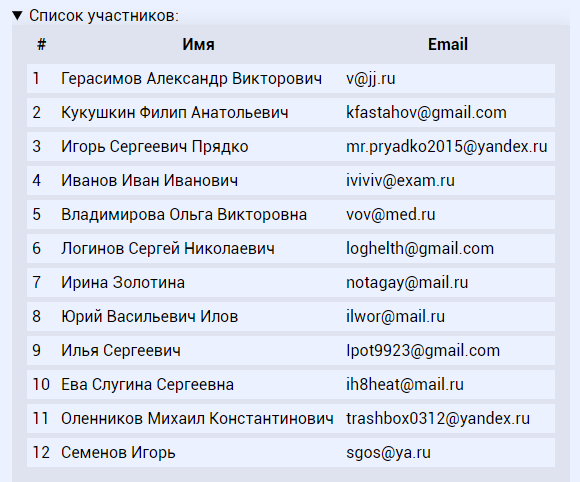 ▼ Список участников:
# Имя Email
1 Герасимов Александр Викторович v@jj.ru
2 Кукушкин Филип Анатольевич kfastahov@gmail.com
3 Игорь Сергеевич Прядко mr.pryadko2015@yandex.ru
4 Иванов Иван Иванович iviviv@exam.ru
5 Владимирова Ольга Викторовна vov@med.ru
6 Логинов Сергей Николаевич loghelth@gmail.com
7 Ирина Золотина notagay@mail.ru
8 Юрий Васильевич Илов ilwor@mail.ru
9 Илья Сергеевич lpot9923@gmail.com
10 Ева Слугина Сергеевна ih8heat@mail.ru
11 Оленников Михаил Константинович trashbox0312@yandex.ru
12 Семенов Игорь sgos@ya.ru